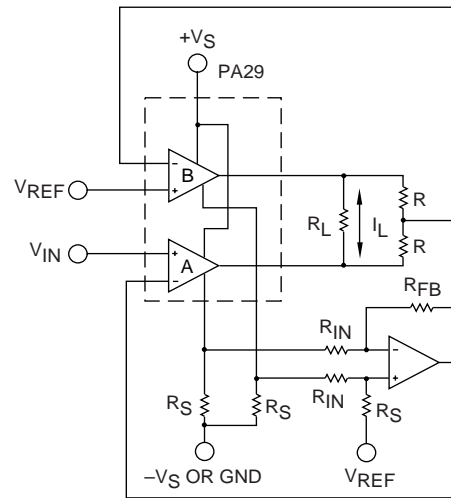 +VS
PA29
B
VREF
VIN
A
RL
IL
R
R
RFB
RIN
RIN
RS
RS
RS
–VS OR GND
VREF